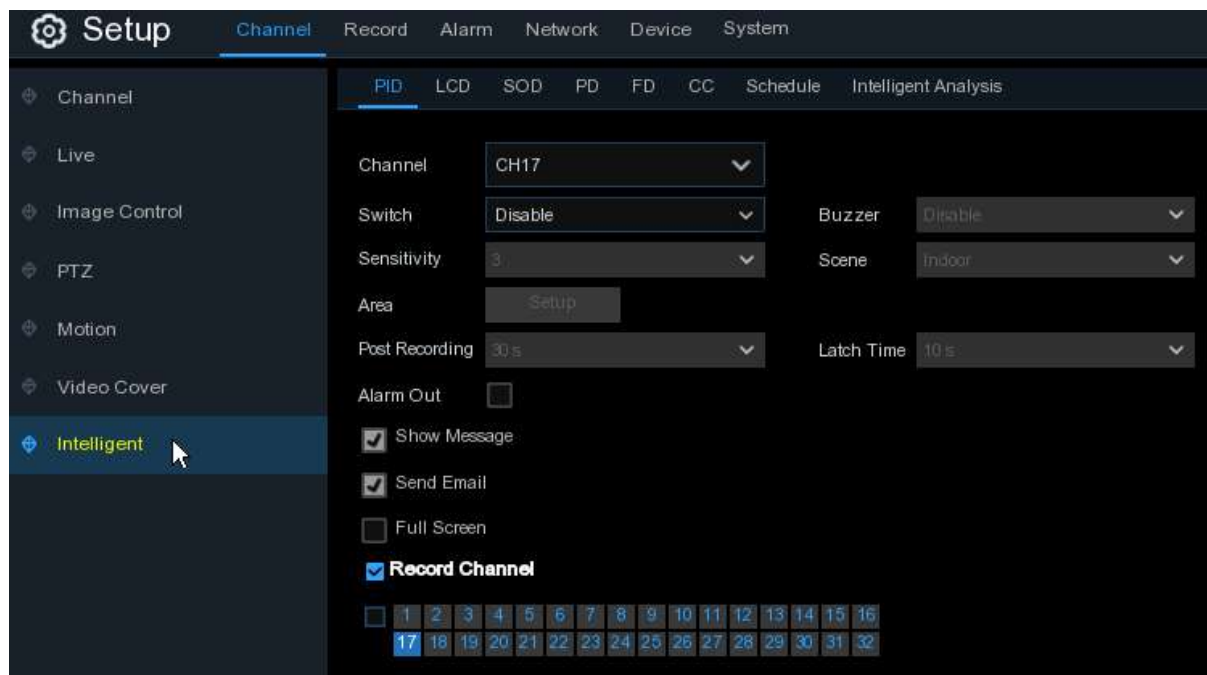 Setup Channel Record Alarm Network Device System
PID LCD SOD PD FD CC Schedule Intelligent Analysis
Channel
Live
Image Control
PTZ
Motion
Video Cover
Intelligent
Channel CH17
Switch Disable Buzzer Disable
Sensitivity 3 Scene Indoor
Area Setup
Post Recording 30 s Latch Time 10 s
Alarm Out
Show Message
Send Email
Full Screen
Record Channel
1 2 3 4 5 6 7 8 9 10 11 12 13 14 15 16
17 18 19 20 21 22 23 24 25 26 27 28 29 30 31 32